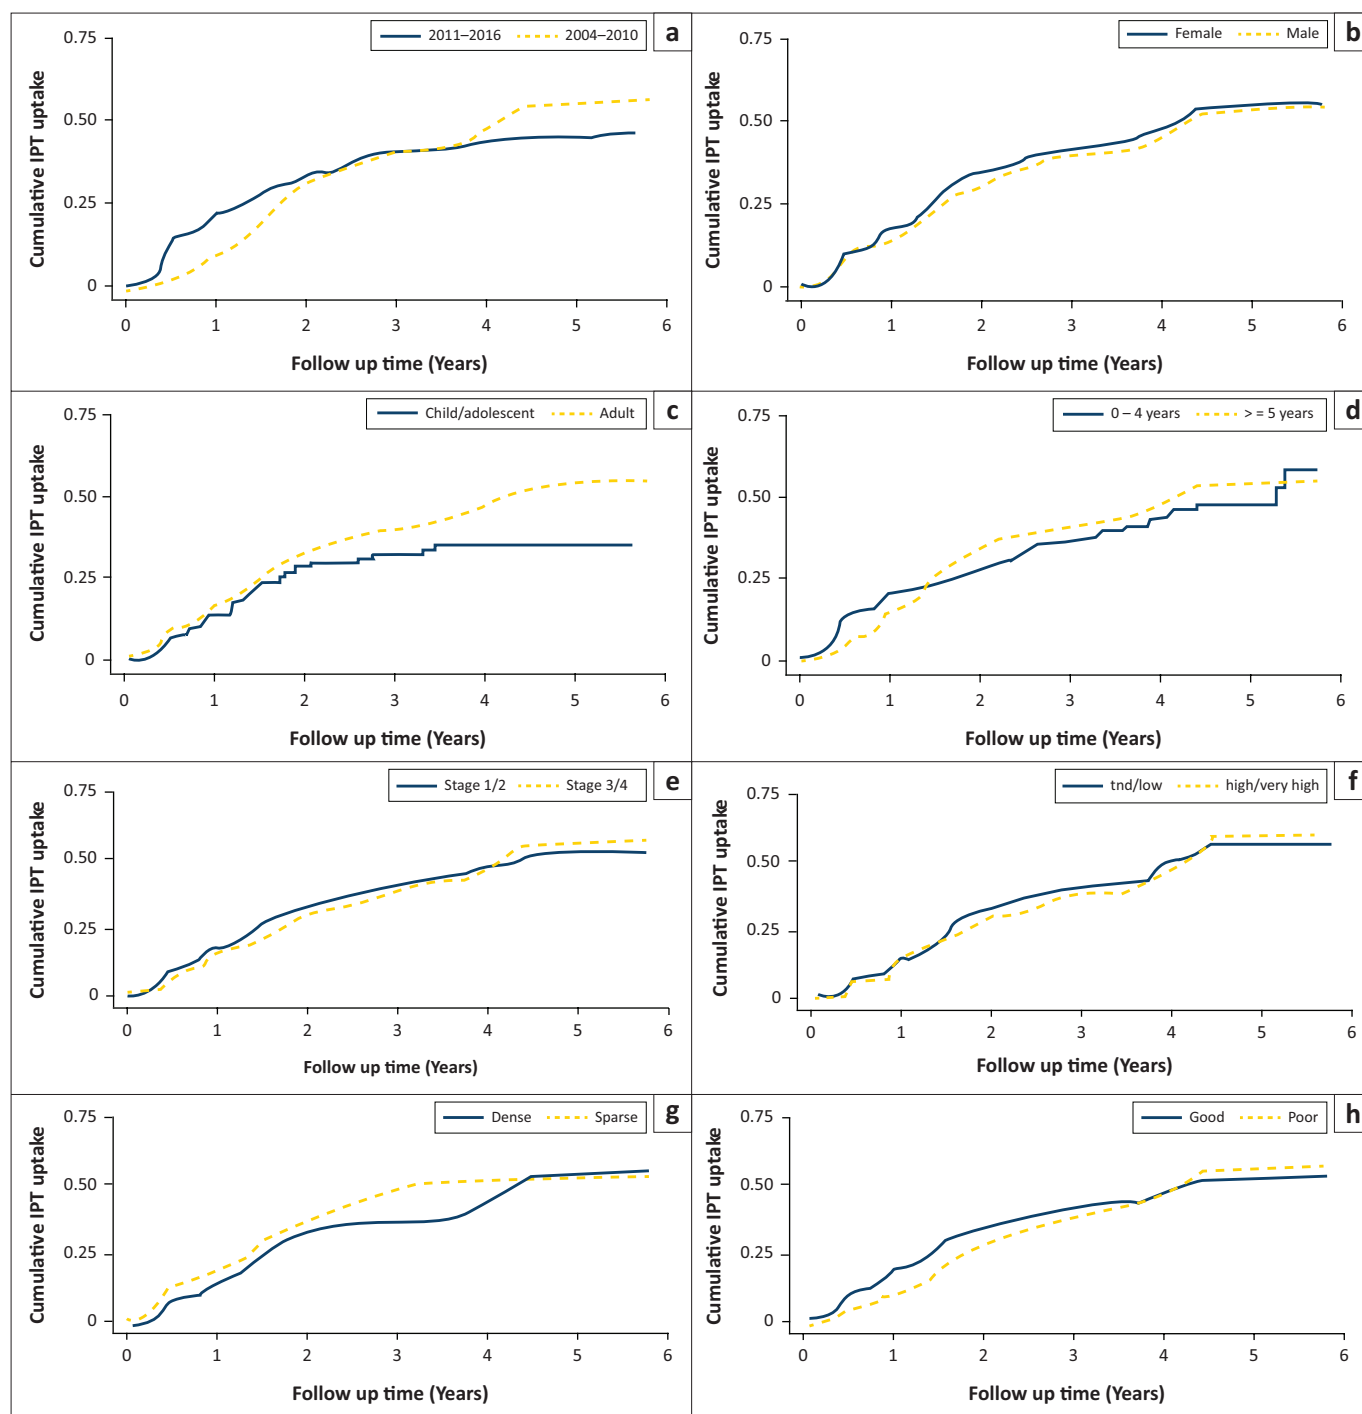 2011–2016 2004–2010
a
Cumulative IPT uptake
0.75
0.50
0.25
0
0 1 2 3 4 5 6
Follow up time (Years)
Female Male
b
Cumulative IPT uptake
0.75
0.50
0.25
0
0 1 2 3 4 5 6
Follow up time (Years)
Child/adolescent Adult
c
Cumulative IPT uptake
0.75
0.50
0.25
0
0 1 2 3 4 5 6
Follow up time (Years)
0 – 4 years > = 5 years
d
Cumulative IPT uptake
0.75
0.50
0.25
0
0 1 2 3 4 5 6
Follow up time (Years)
Stage 1/2 Stage 3/4
e
Cumulative IPT uptake
0.75
0.50
0.25
0
0 1 2 3 4 5 6
Follow up time (Years)
tnd/low high/very high
f
Cumulative IPT uptake
0.75
0.50
0.25
0
0 1 2 3 4 5 6
Follow up time (Years)
Dense Sparse
g
Cumulative IPT uptake
0.75
0.50
0.25
0
0 1 2 3 4 5 6
Follow up time (Years)
Good Poor
h
Cumulative IPT uptake
0.75
0.50
0.25
0
0 1 2 3 4 5 6
Follow up time (Years)